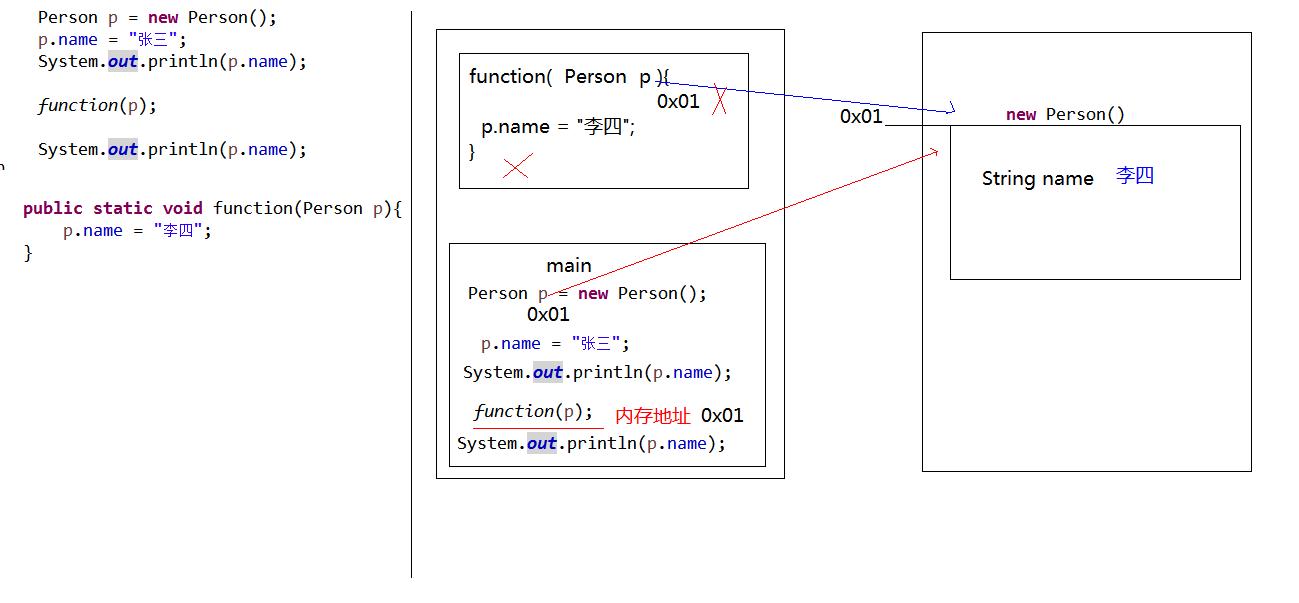 Person p = new Person();
p.name = "张三";
System.out.println(p.name);
function(p);
System.out.println(p.name);
public static void function(Person p){
p.name = "李四";
}
function( Person p ){
0x01
p.name = "李四";
}
main
Person p = new Person();
0x01
p.name = "张三";
System.out.println(p.name);
function(p); 内存地址 0x01
System.out.println(p.name);
0x01
new Person()
String name 李四